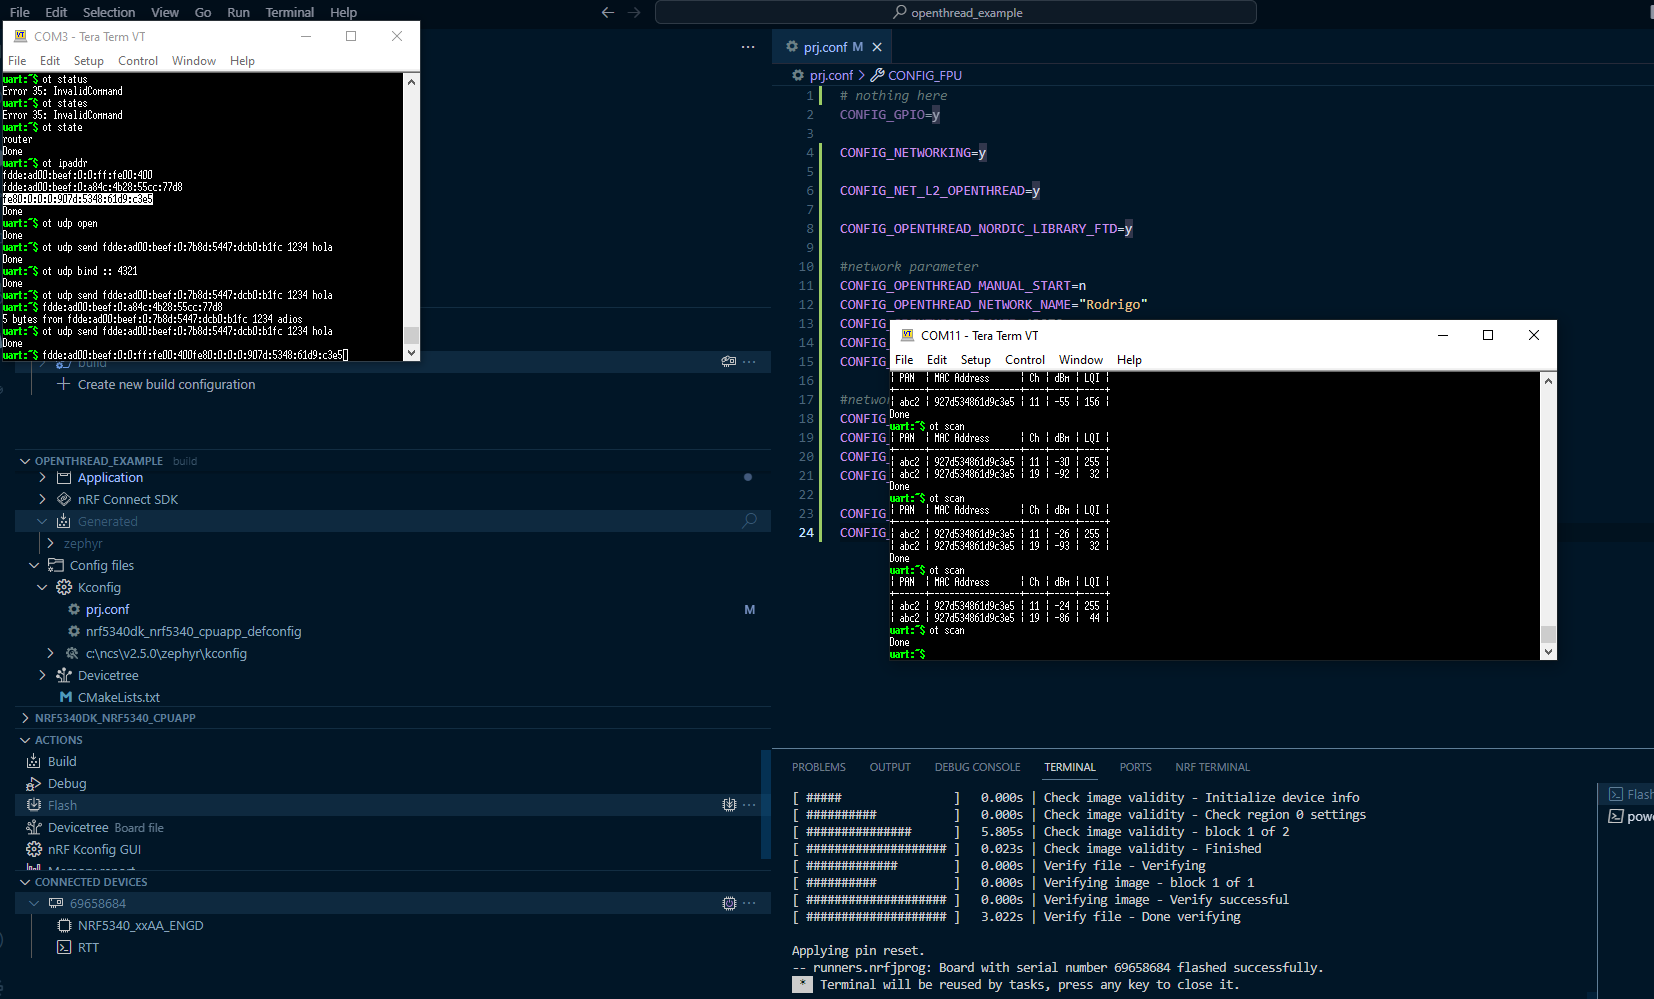 File Edit Selection View Go Run Terminal Help
openthread_example
COM3 - Tera Term VT
File Edit Setup Control Window Help
uart:~$ ot status
Error 35: InvalidCommand
uart:~$ ot states
Error 35: InvalidCommand
uart:~$ ot state
router
Done
uart:~$ ot ipaddr
fdde:ad00:beef:0:0:ff:fe00:400
fdde:ad00:beef:0:a84c:4b28:55cc:77d8
fe80:0:0:0:907d:5348:61d9:c3e5
Done
uart:~$ ot udp open
Done
uart:~$ ot udp send fdde:ad00:beef:0:7b8d:5447:dcb0:b1fc 1234 hola
Done
uart:~$ ot udp bind :: 4321
Done
uart:~$ ot udp send fdde:ad00:beef:0:7b8d:5447:dcb0:b1fc 1234 hola
uart:~$ fdde:ad00:beef:0:a84c:4b28:55cc:77d8
5 bytes from fdde:ad00:beef:0:7b8d:5447:dcb0:b1fc 1234 adios
uart:~$ ot udp send fdde:ad00:beef:0:7b8d:5447:dcb0:b1fc 1234 hola
Done
uart:~$ fdde:ad00:beef:0:0:ff:fe00:400fe80:0:0:0:907d:5348:61d9:c3e5
build
Create new build configuration
OPENTHREAD_EXAMPLE build
Application
nRF Connect SDK
Generated
zephyr
Config files
Kconfig
prj.conf M
nrf5340dk_nrf5340_cpuapp_defconfig
c:\ncs\v2.5.0\zephyr\kconfig
Devicetree
CMakeLists.txt
NRF5340DK_NRF5340_CPUAPP
ACTIONS
Build
Debug
Flash
Devicetree Board file
nRF Kconfig GUI
Memory report
CONNECTED DEVICES
69658684
NRF5340_xxAA_ENGD
RTT
prj.conf M
prj.conf > CONFIG_FPU
1 # nothing here
2 CONFIG_GPIO=y
3
4 CONFIG_NETWORKING=y
5
6 CONFIG_NET_L2_OPENTHREAD=y
7
8 CONFIG_OPENTHREAD_NORDIC_LIBRARY_FTD=y
9
10 #network parameter
11 CONFIG_OPENTHREAD_MANUAL_START=n
12 CONFIG_OPENTHREAD_NETWORK_NAME="Rodrigo"
13 CONFIG_
14 CONFIG_
15 CONFIG_
16
17 #networ
18 CONFIG_
19 CONFIG_
20 CONFIG_
21 CONFIG_
22
23 CONFIG_
24 CONFIG_
COM11 - Tera Term VT
File Edit Setup Control Window Help
| PAN | MAC Address | Ch | dBm | LQI |
+------+------------------+----+-----+-----+
| abc2 | 927d534861d9c3e5 | 11 | -55 | 156 |
Done
uart:~$ ot scan
| PAN | MAC Address | Ch | dBm | LQI |
+------+------------------+----+-----+-----+
| abc2 | 927d534861d9c3e5 | 11 | -30 | 255 |
| abc2 | 927d534861d9c3e5 | 19 | -92 | 32 |
Done
uart:~$ ot scan
| PAN | MAC Address | Ch | dBm | LQI |
+------+------------------+----+-----+-----+
| abc2 | 927d534861d9c3e5 | 11 | -26 | 255 |
| abc2 | 927d534861d9c3e5 | 19 | -93 | 32 |
Done
uart:~$ ot scan
| PAN | MAC Address | Ch | dBm | LQI |
+------+------------------+----+-----+-----+
| abc2 | 927d534861d9c3e5 | 11 | -24 | 255 |
| abc2 | 927d534861d9c3e5 | 19 | -86 | 44 |
uart:~$ ot scan
Done
uart:~$
PROBLEMS OUTPUT DEBUG CONSOLE TERMINAL PORTS NRF TERMINAL
[ ##### ] 0.000s | Check image validity - Initialize device info
[ ########## ] 0.000s | Check image validity - Check region 0 settings
[ ############### ] 5.805s | Check image validity - block 1 of 2
[ #################### ] 0.023s | Check image validity - Finished
[ ############# ] 0.000s | Verify file - Verifying
[ ########## ] 0.000s | Verifying image - block 1 of 1
[ #################### ] 0.000s | Verifying image - Verify successful
[ #################### ] 3.022s | Verify file - Done verifying
Applying pin reset.
-- runners.nrfjprog: Board with serial number 69658684 flashed successfully.
* Terminal will be reused by tasks, press any key to close it.
Flash
powe